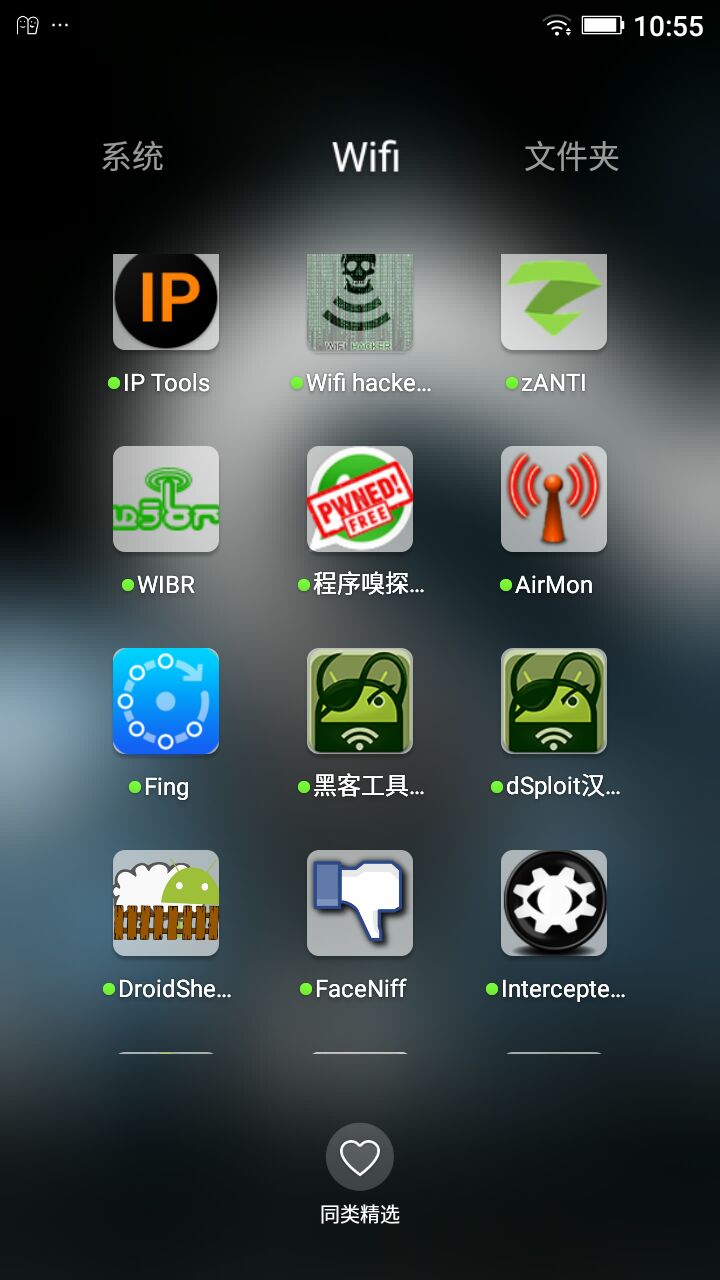 10:55
系统 Wifi 文件夹
IP
WIFI HACKER
IP Tools Wifi hacke... zANTI
PWNED!
FREE
WIBR 程序嗅探... AirMon
Fing 黑客工具... dSploit汉...
DroidShe... FaceNiff Intercepte...
同类精选